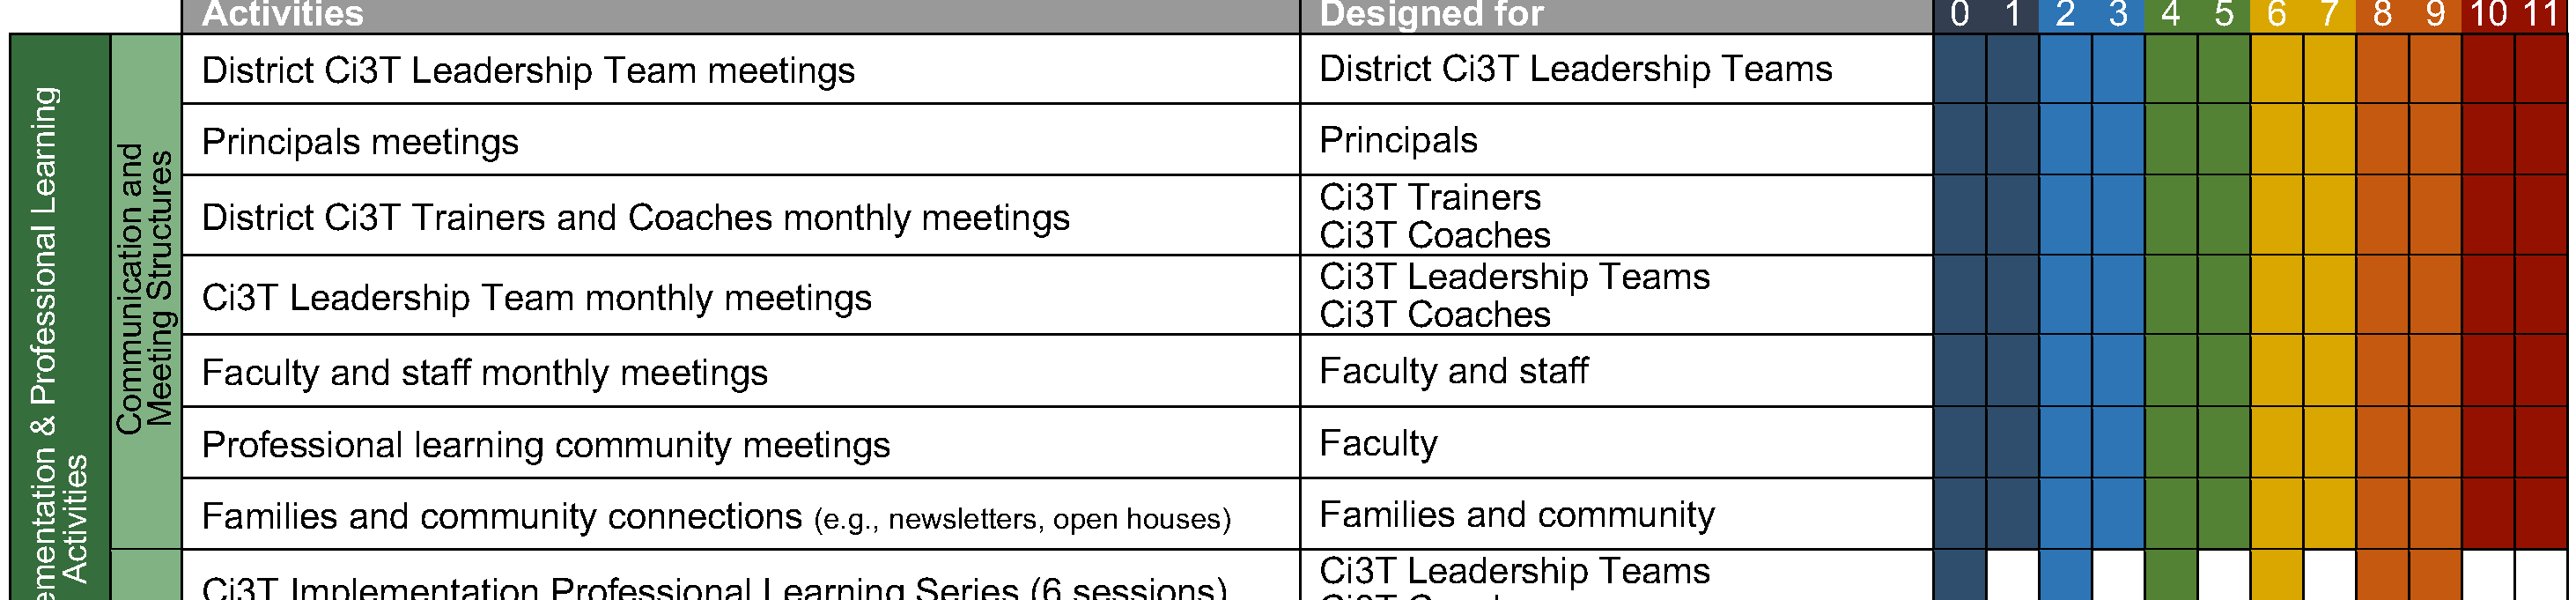 Activities
Designed for
0 1 2 3 4 5 6 7 8 9 10 11
ementation & Professional Learning
Activities
Communication and
Meeting Structures
District Ci3T Leadership Team meetings
District Ci3T Leadership Teams
Principals meetings
Principals
District Ci3T Trainers and Coaches monthly meetings
Ci3T Trainers
Ci3T Coaches
Ci3T Leadership Team monthly meetings
Ci3T Leadership Teams
Ci3T Coaches
Faculty and staff monthly meetings
Faculty and staff
Professional learning community meetings
Faculty
Families and community connections (e.g., newsletters, open houses)
Families and community
Ci3T Implementation Professional Learning Series (6 sessions)
Ci3T Leadership Teams